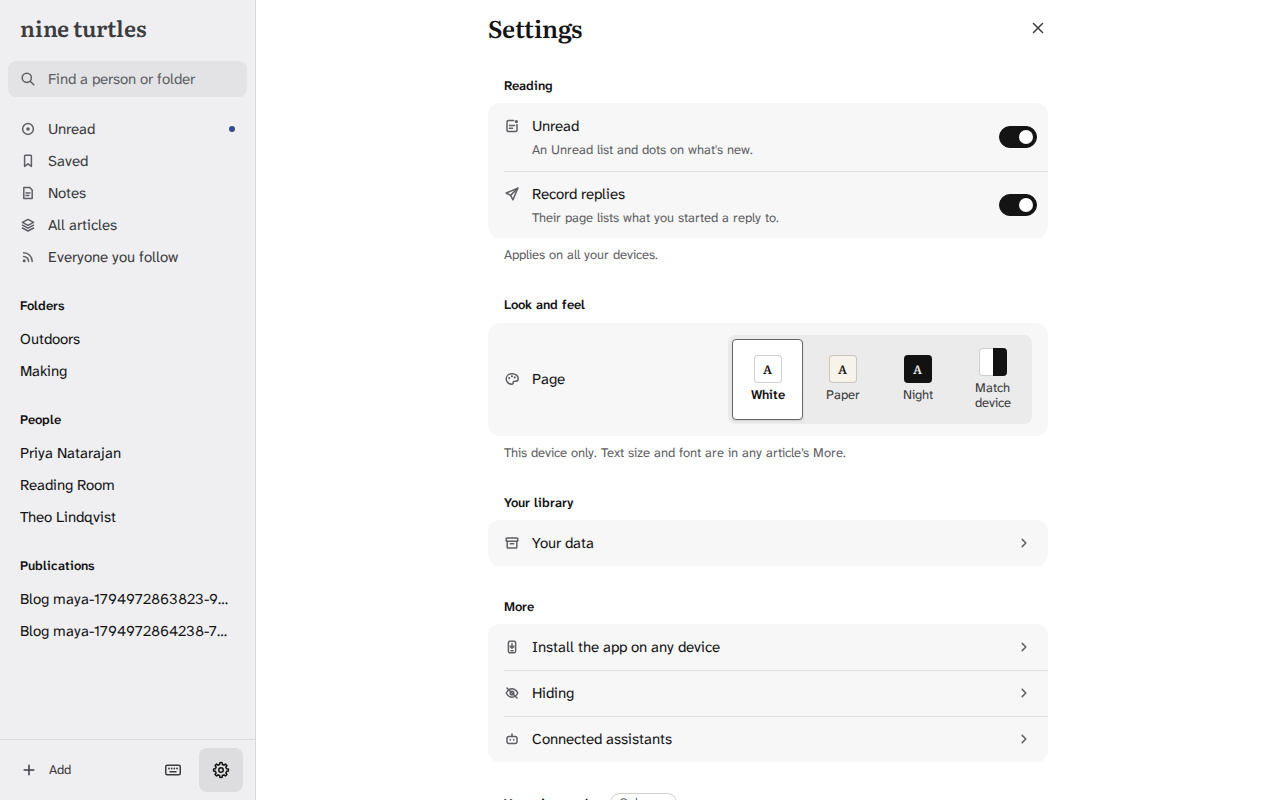 nine turtles
Find a person or folder
Unread
Saved
Notes
All articles
Everyone you follow
Folders
Outdoors
Making
People
Priya Natarajan
Reading Room
Theo Lindqvist
Publications
Blog maya-1794972863823-9...
Blog maya-1794972864238-7...
Add
Settings
Reading
Unread
An Unread list and dots on what's new.
Record replies
Their page lists what you started a reply to.
Applies on all your devices.
Look and feel
Page
A
White
A
Paper
A
Night
Match
device
This device only. Text size and font are in any article's More.
Your library
Your data
More
Install the app on any device
Hiding
Connected assistants